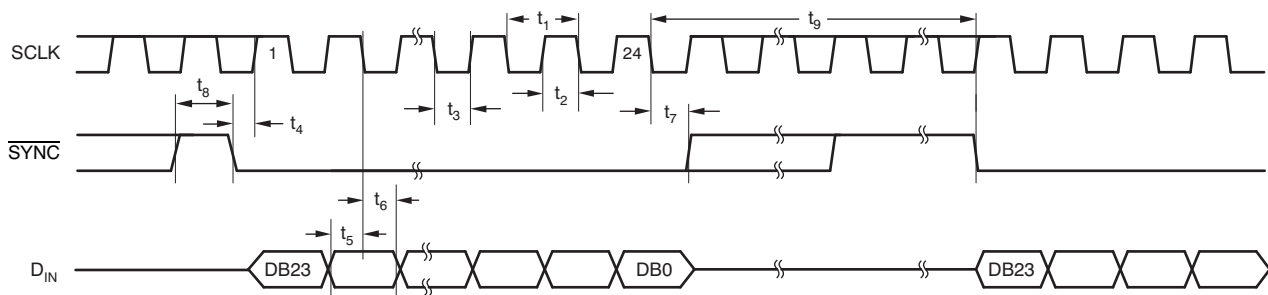 t1 t9
SCLK 1 24
t8 t3 t2 t7
t4
SYNC
t6
t5
DIN DB23 DB0 DB23